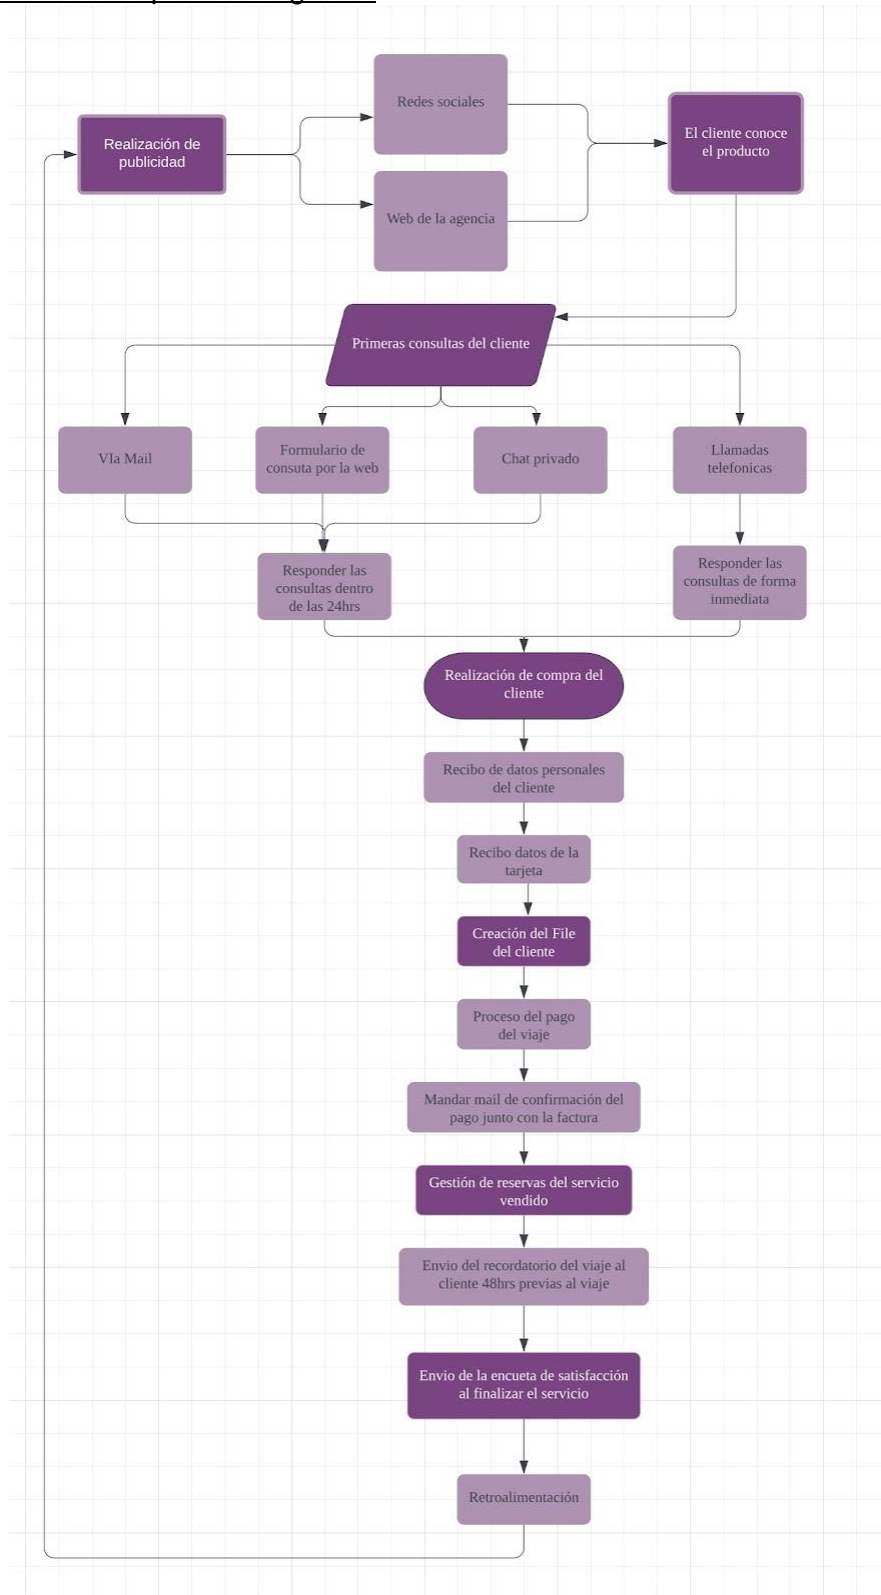 Redes sociales
Realización de
publicidad
El cliente conoce
el producto
Web de la agencia
Primeras consultas del cliente
VIa Mail
Formulario de
consuta por la web
Chat privado
Llamadas
telefonicas
Responder las
consultas dentro
de las 24hrs
Responder las
consultas de forma
inmediata
Realización de compra del
cliente
Recibo de datos personales
del cliente
Recibo datos de la
tarjeta
Creación del File
del cliente
Proceso del pago
del viaje
Mandar mail de confirmación del
pago junto con la factura
Gestión de reservas del servicio
vendido
Envio del recordatorio del viaje al
cliente 48hrs previas al viaje
Envio de la encueta de satisfacción
al finalizar el servicio
Retroalimentación